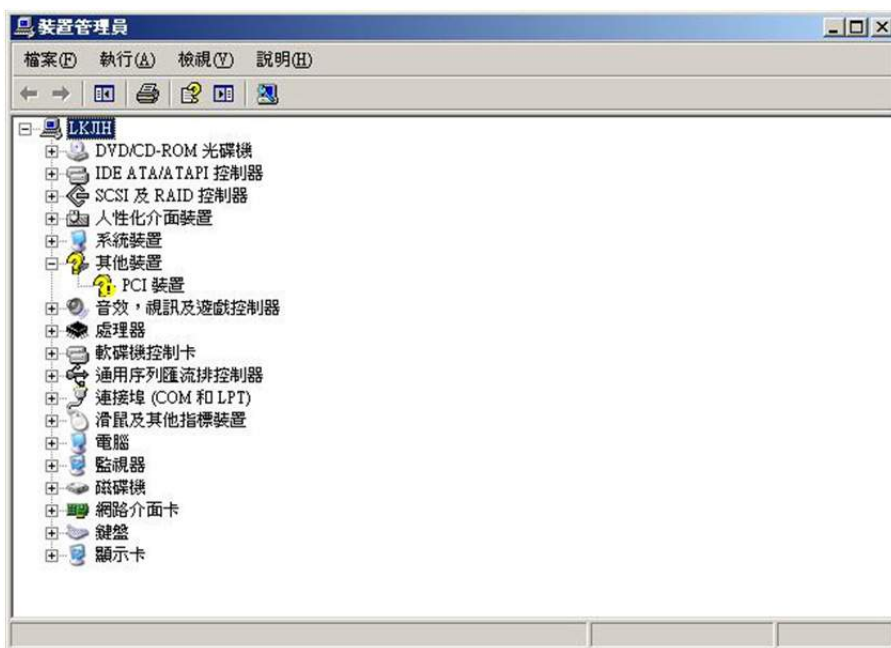 裝置管理員
檔案(F) 執行(A) 檢視(V) 說明(H)
LKJIH
DVD/CD-ROM 光碟機
IDE ATA/ATAPI 控制器
SCSI 及 RAID 控制器
人性化介面裝置
系統裝置
其他裝置
PCI 裝置
音效，視訊及遊戲控制器
處理器
軟碟機控制卡
通用序列匯流排控制器
連接埠 (COM 和 LPT)
滑鼠及其他指標裝置
電腦
監視器
磁碟機
網路介面卡
鍵盤
顯示卡